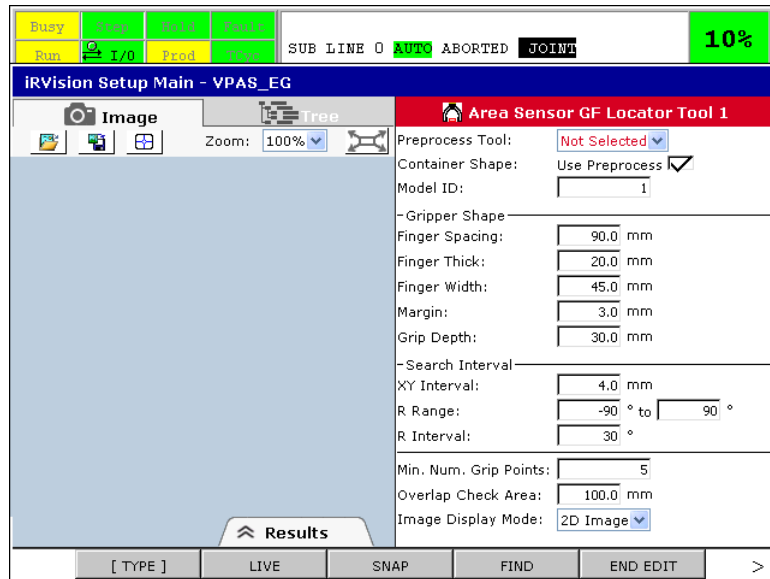 Busy Step Hold Fault
Run I/O Prod TCyc
SUB LINE 0 AUTO ABORTED JOINT
10%
iRVision Setup Main - VPAS_EG
Image Tree
Zoom: 100%
Area Sensor GF Locator Tool 1
Preprocess Tool: Not Selected
Container Shape: Use Preprocess
Model ID: 1
Gripper Shape
Finger Spacing: 90.0 mm
Finger Thick: 20.0 mm
Finger Width: 45.0 mm
Margin: 3.0 mm
Grip Depth: 30.0 mm
Search Interval
XY Interval: 4.0 mm
R Range: -90 ° to 90 °
R Interval: 30 °
Min. Num. Grip Points: 5
Overlap Check Area: 100.0 mm
Image Display Mode: 2D Image
Results
[ TYPE ] LIVE SNAP FIND END EDIT >